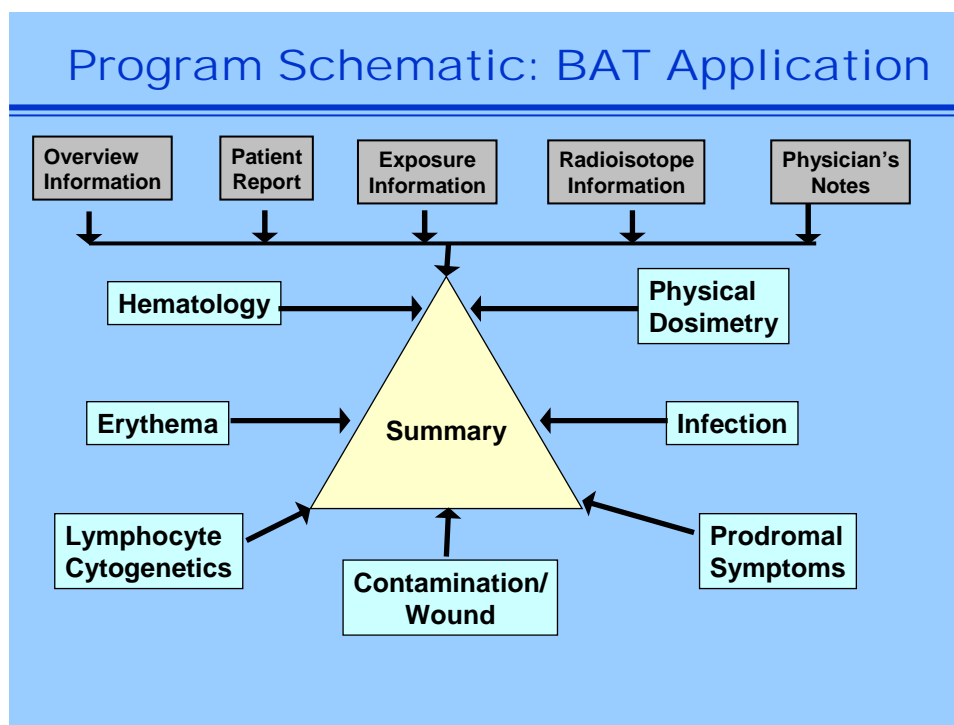 Program Schematic: BAT Application
Overview
Information
Patient
Report
Exposure
Information
Radioisotope
Information
Physician's
Notes
Hematology
Physical
Dosimetry
Erythema
Summary
Infection
Lymphocyte
Cytogenetics
Contamination/
Wound
Prodromal
Symptoms